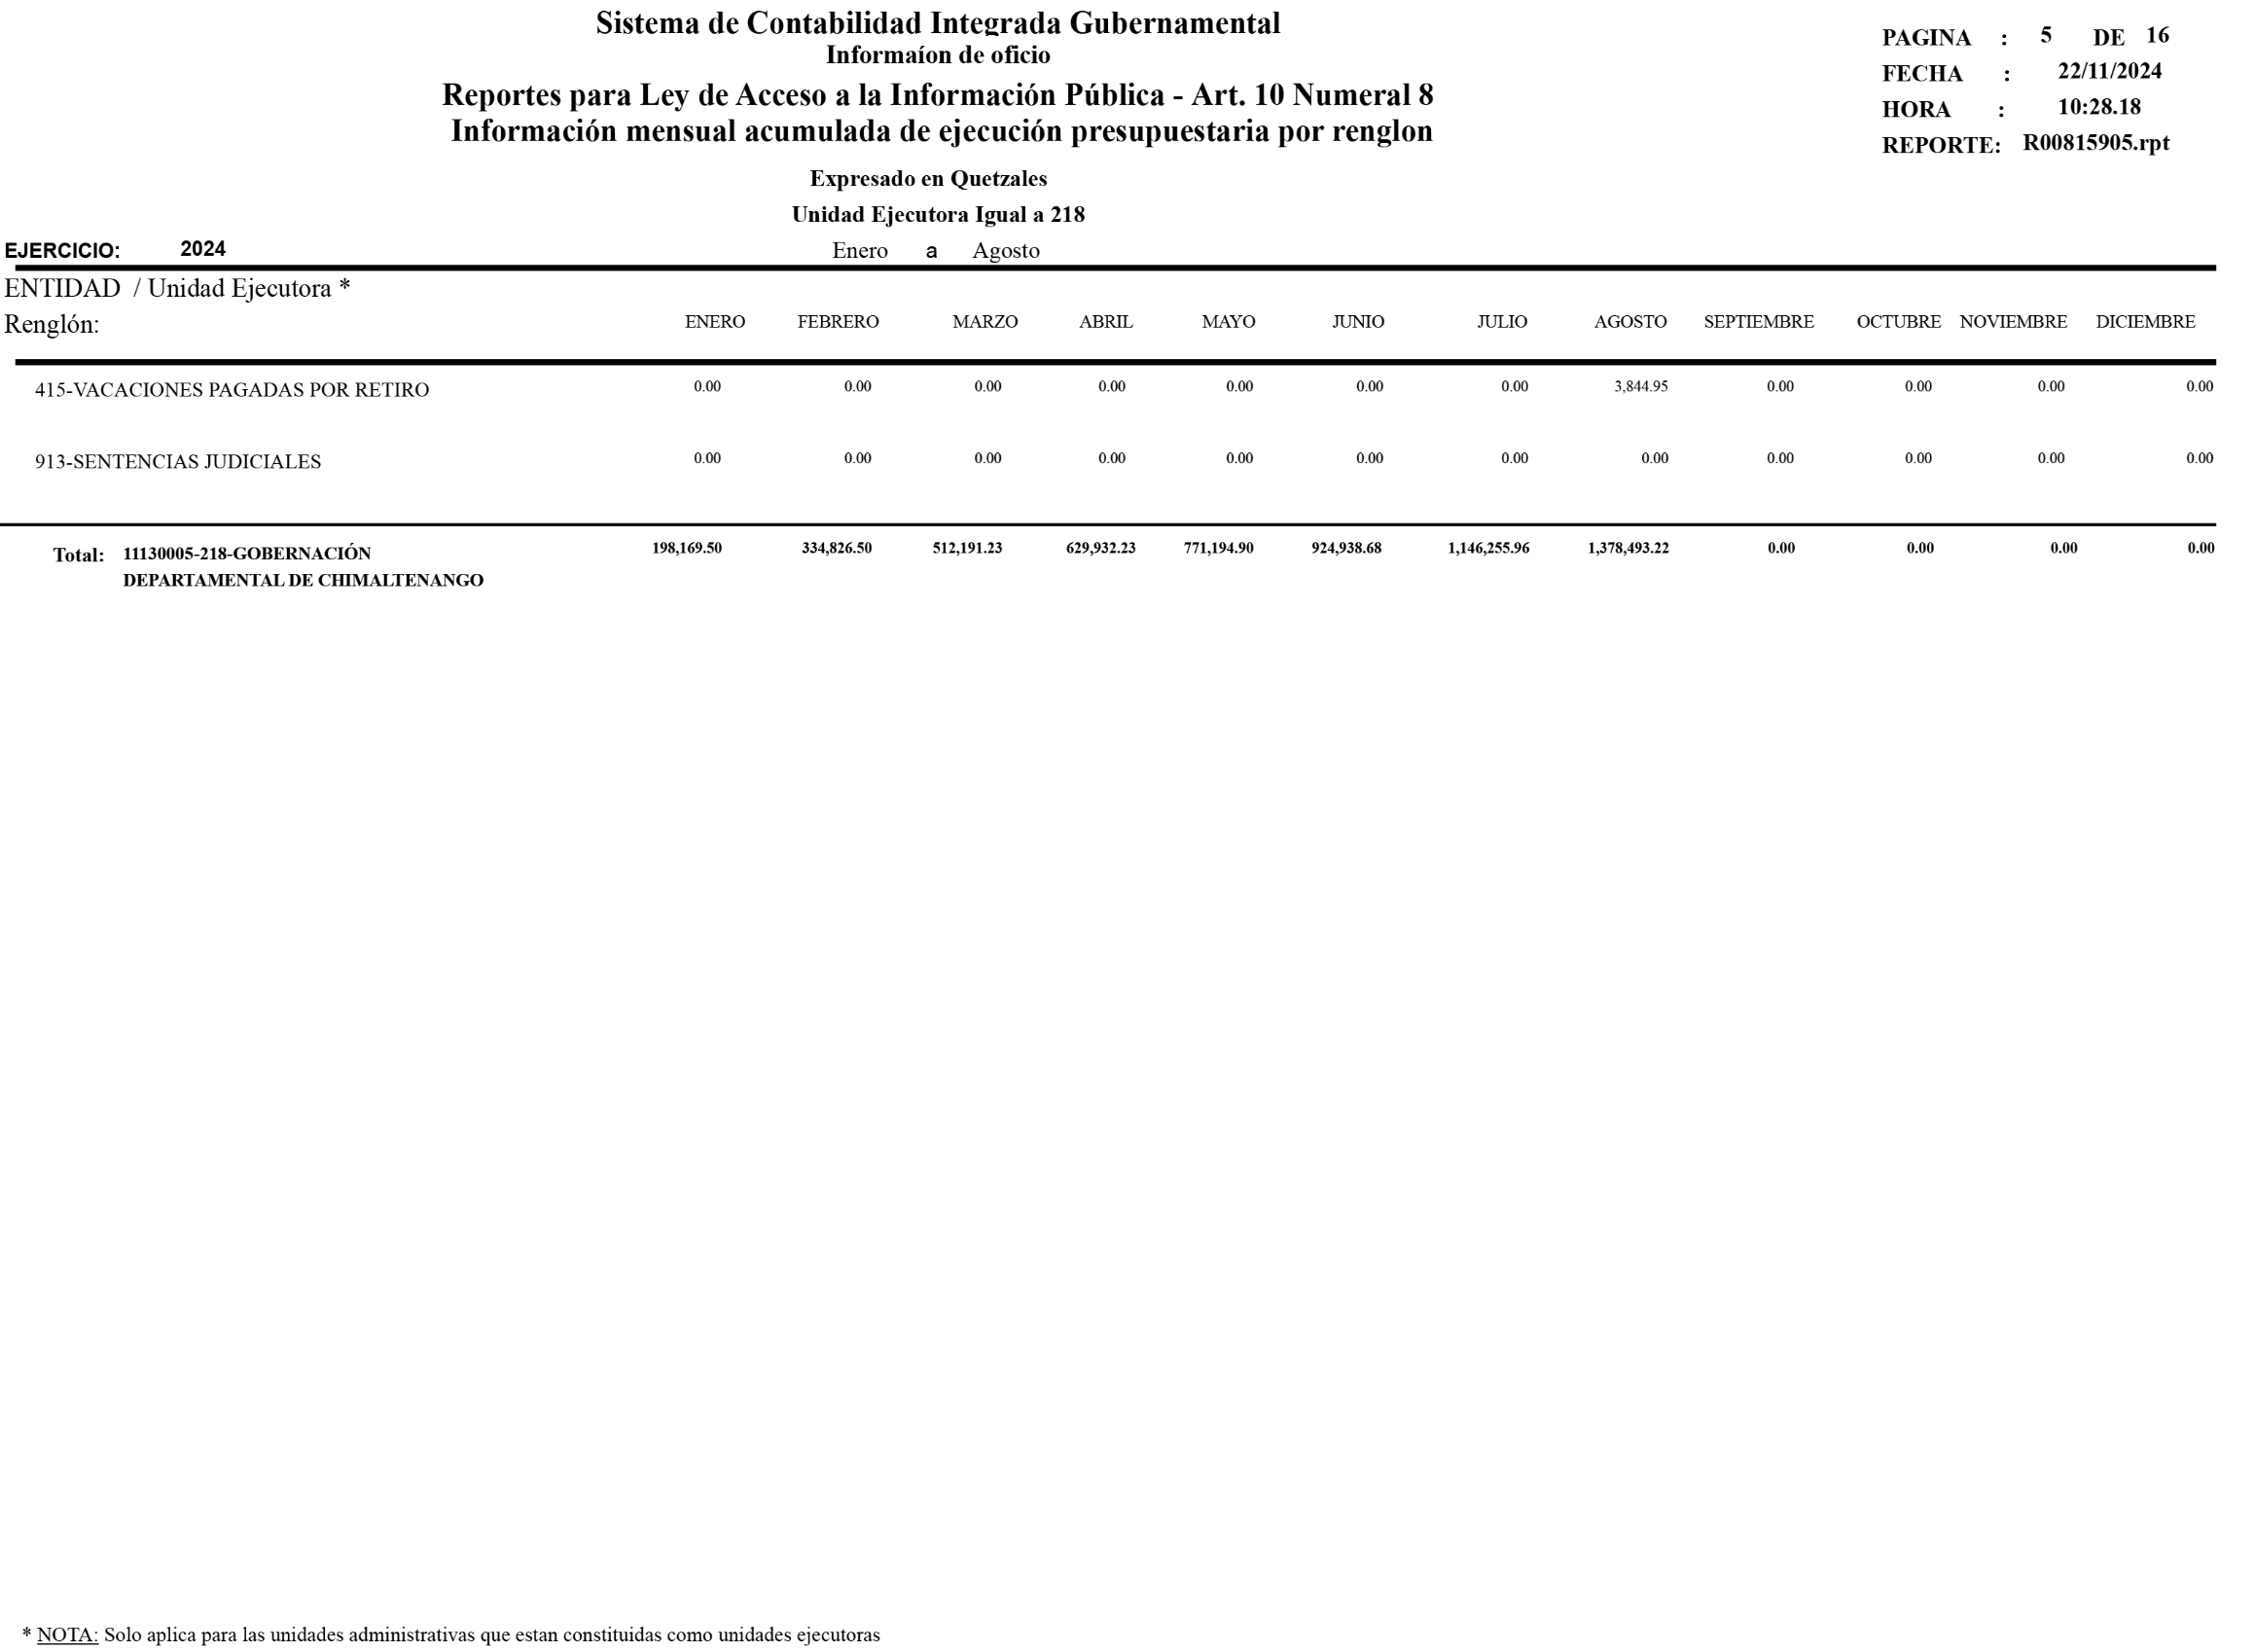 Sistema de Contabilidad Integrada Gubernamental
Informaíon de oficio
Reportes para Ley de Acceso a la Información Pública - Art. 10 Numeral 8
Información mensual acumulada de ejecución presupuestaria por renglon
Expresado en Quetzales
Unidad Ejecutora Igual a 218
PAGINA : 5 DE 16
FECHA : 22/11/2024
HORA : 10:28.18
REPORTE: R00815905.rpt
EJERCICIO: 2024 Enero a Agosto
ENTIDAD / Unidad Ejecutora *
Renglón: ENERO FEBRERO MARZO ABRIL MAYO JUNIO JULIO AGOSTO SEPTIEMBRE OCTUBRE NOVIEMBRE DICIEMBRE
415-VACACIONES PAGADAS POR RETIRO 0.00 0.00 0.00 0.00 0.00 0.00 0.00 3,844.95 0.00 0.00 0.00 0.00
913-SENTENCIAS JUDICIALES 0.00 0.00 0.00 0.00 0.00 0.00 0.00 0.00 0.00 0.00 0.00 0.00
Total: 11130005-218-GOBERNACIÓN 198,169.50 334,826.50 512,191.23 629,932.23 771,194.90 924,938.68 1,146,255.96 1,378,493.22 0.00 0.00 0.00 0.00
DEPARTAMENTAL DE CHIMALTENANGO
* NOTA: Solo aplica para las unidades administrativas que estan constituidas como unidades ejecutoras